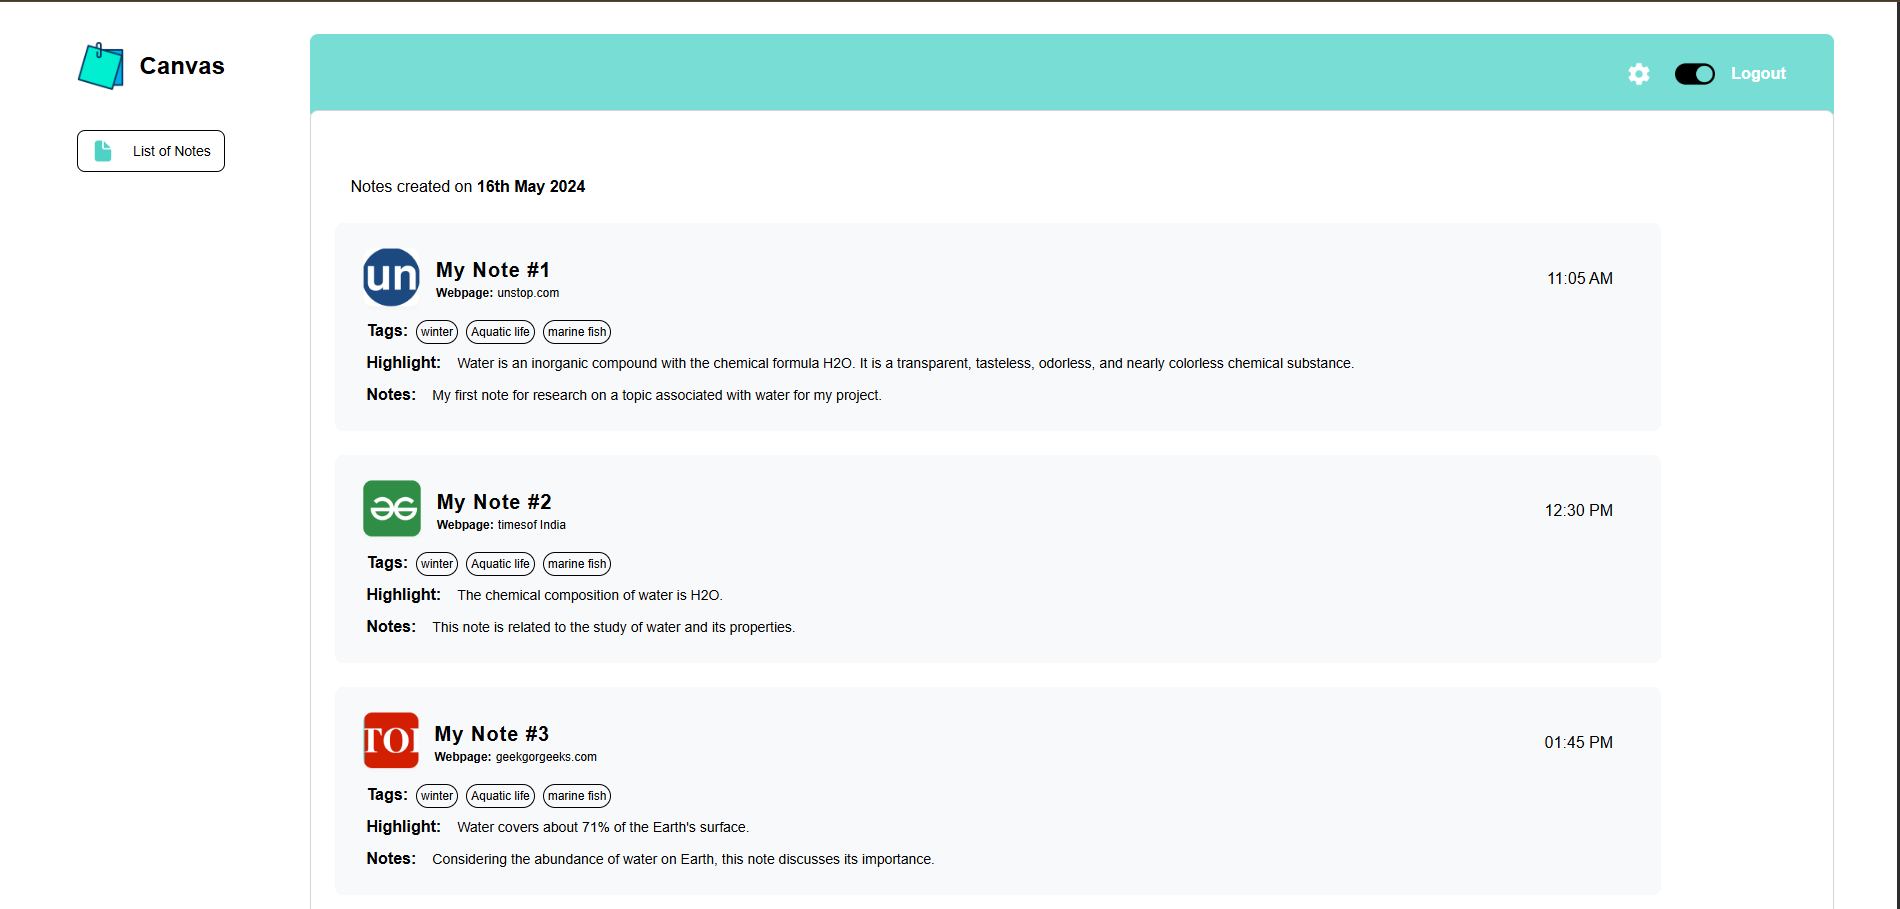 Canvas
Logout
List of Notes
Notes created on 16th May 2024
un
My Note #1
11:05 AM
Webpage: unstop.com
Tags: winter Aquatic life marine fish
Highlight: Water is an inorganic compound with the chemical formula H2O. It is a transparent, tasteless, odorless, and nearly colorless chemical substance.
Notes: My first note for research on a topic associated with water for my project.
My Note #2
12:30 PM
Webpage: timesof India
Tags: winter Aquatic life marine fish
Highlight: The chemical composition of water is H2O.
Notes: This note is related to the study of water and its properties.
TOI
My Note #3
01:45 PM
Webpage: geekgorgeeks.com
Tags: winter Aquatic life marine fish
Highlight: Water covers about 71% of the Earth's surface.
Notes: Considering the abundance of water on Earth, this note discusses its importance.